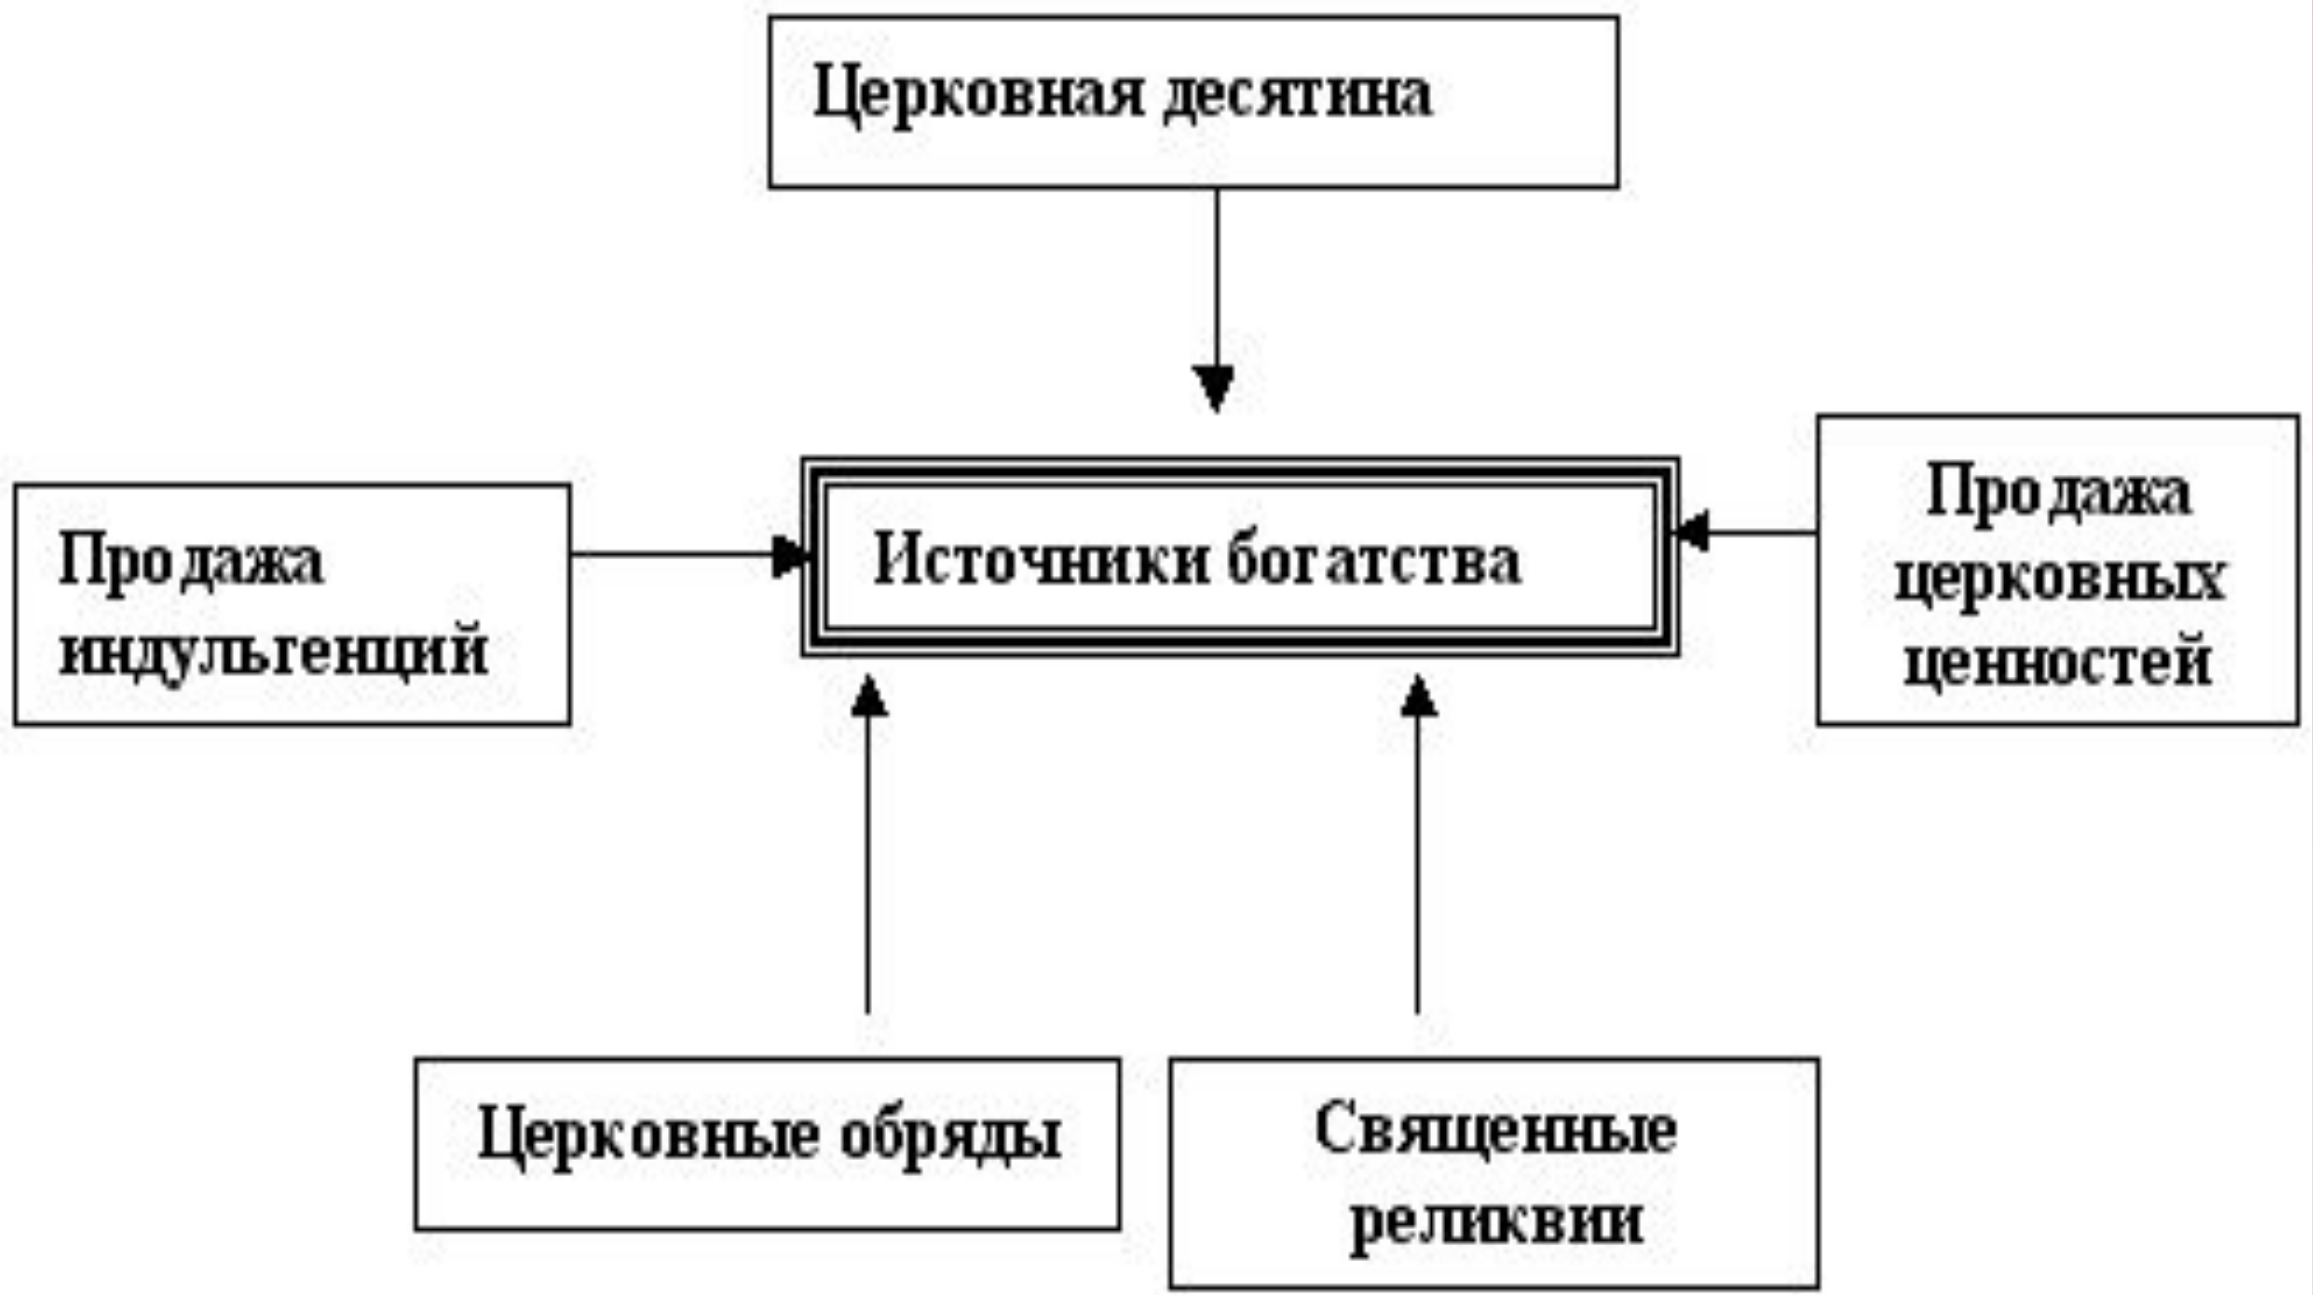 Церковная десятина
Продажа
индульгенций
Источники богатства
Продажа
церковных
ценностей
Церковные обряды
Священные
реликвии